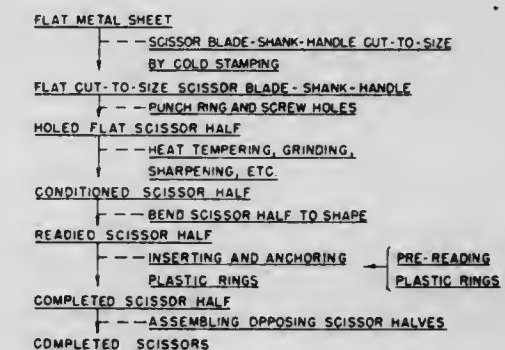 FLAT METAL SHEET
SCISSOR BLADE-SHANK-HANDLE CUT-TO-SIZE
BY COLD STAMPING
FLAT CUT-TO-SIZE SCISSOR BLADE-SHANK-HANDLE
PUNCH RING AND SCREW HOLES
HOLED FLAT SCISSOR HALF
HEAT TEMPERING, GRINDING,
SHARPENING, ETC.
CONDITIONED SCISSOR HALF
BEND SCISSOR HALF TO SHAPE
READIED SCISSOR HALF
INSERTING AND ANCHORING
PLASTIC RINGS
PRE-READING
PLASTIC RINGS
COMPLETED SCISSOR HALF
ASSEMBLING OPPOSING SCISSOR HALVES
COMPLETED SCISSORS